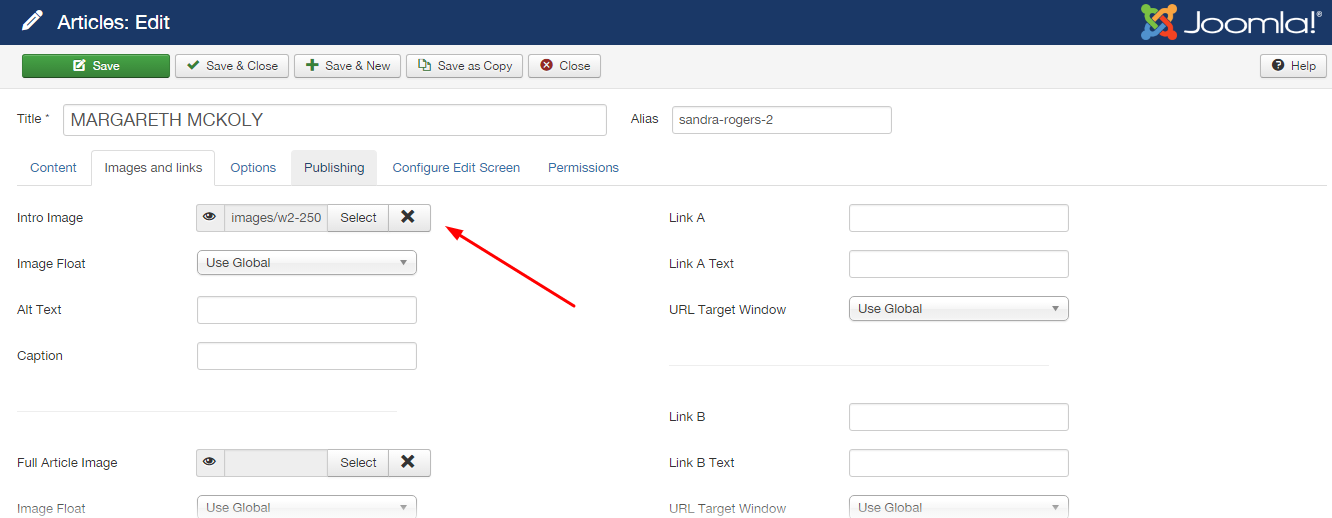 Articles: Edit
Joomla!®
Save
Save & Close
Save & New
Save as Copy
Close
Help
Title *
MARGARETH MCKOLY
Alias
sandra-rogers-2
Content
Images and links
Options
Publishing
Configure Edit Screen
Permissions
Intro Image
images/w2-250
Select
Image Float
Use Global
Alt Text
Caption
Full Article Image
Select
Image Float
Use Global
Link A
Link A Text
URL Target Window
Use Global
Link B
Link B Text
URL Target Window
Use Global